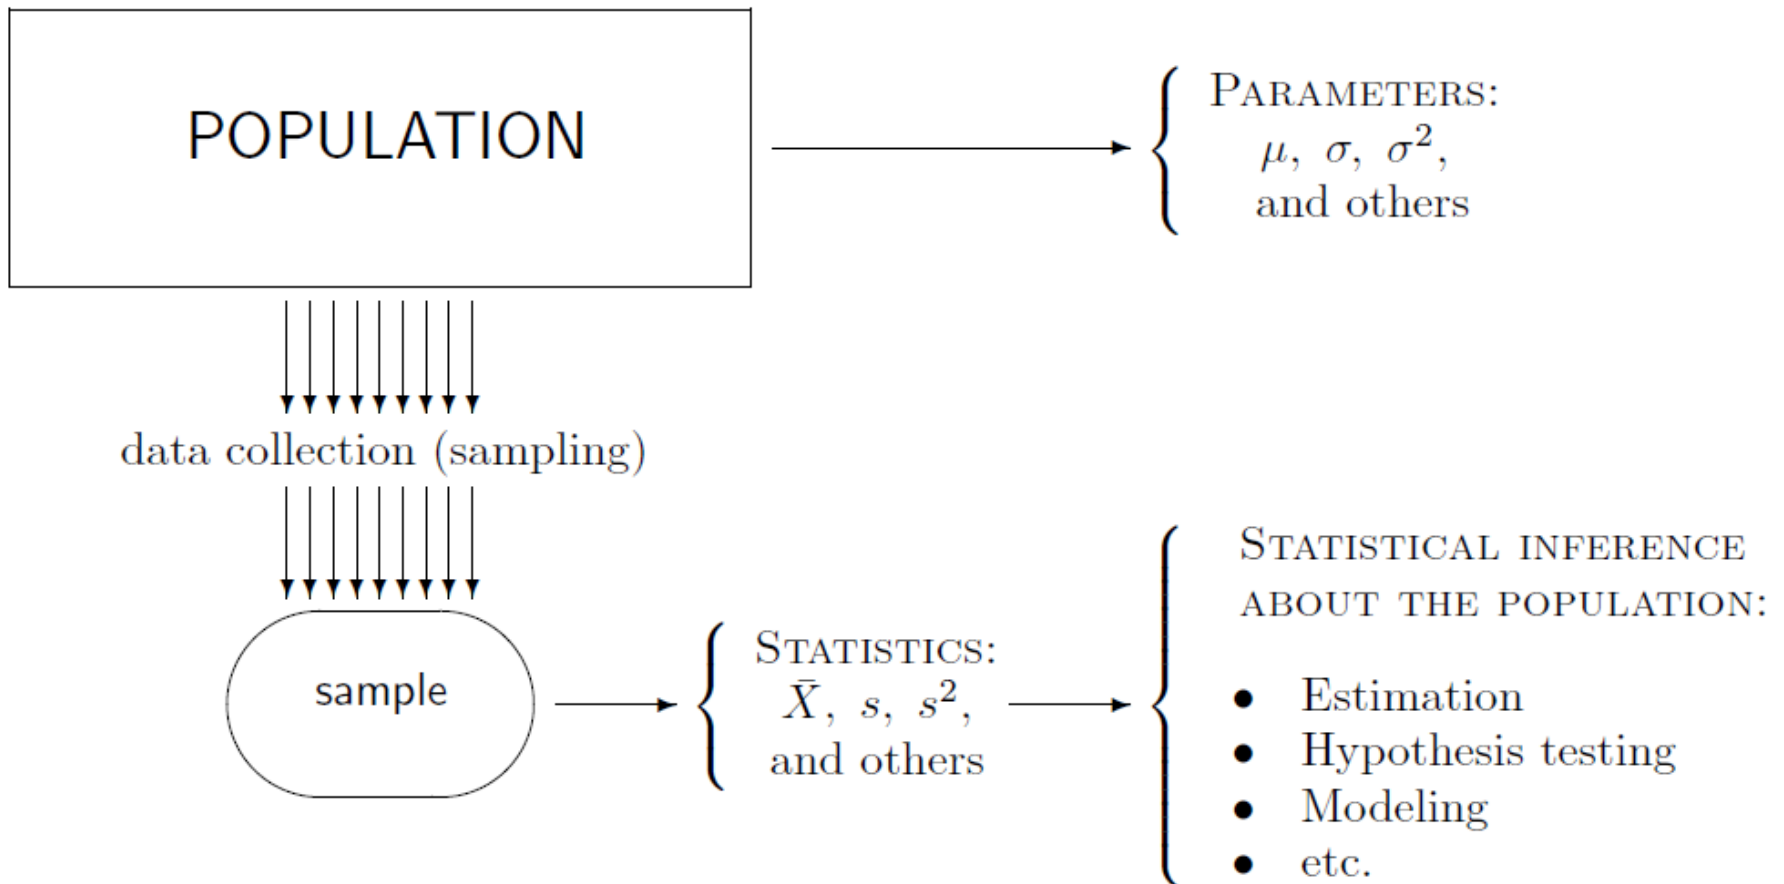 POPULATION
PARAMETERS:
μ, σ, σ²,
and others
data collection (sampling)
sample
STATISTICS:
X̄, s, s²,
and others
STATISTICAL INFERENCE
ABOUT THE POPULATION:
• Estimation
• Hypothesis testing
• Modeling
• etc.